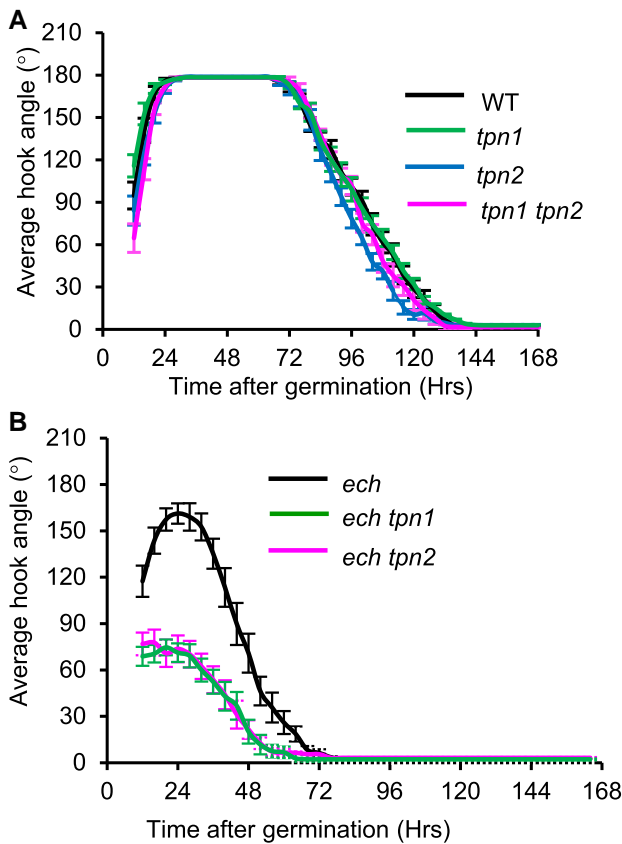 A
Average hook angle (°)
210
180
150
120
90
60
30
0
WT
tpn1
tpn2
tpn1 tpn2
0 24 48 72 96 120 144 168
Time after germination (Hrs)
B
Average hook angle (°)
210
180
150
120
90
60
30
0
ech
ech tpn1
ech tpn2
0 24 48 72 96 120 144 168
Time after germination (Hrs)